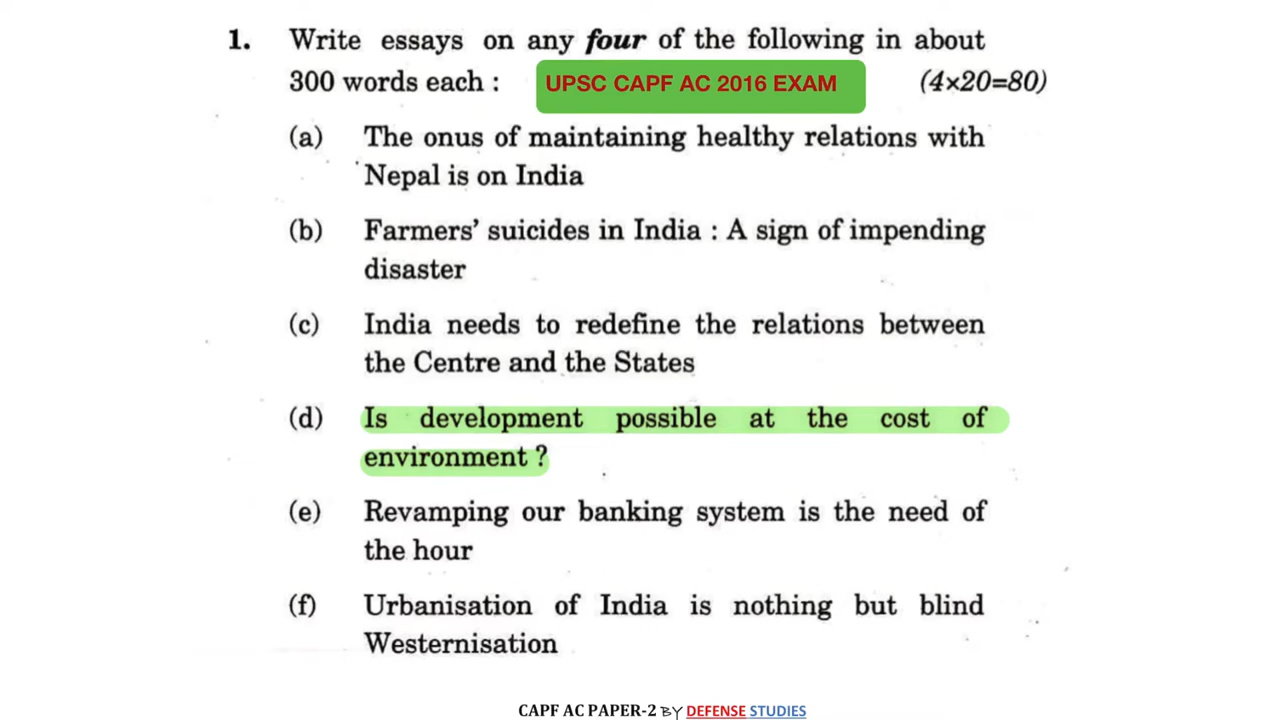 1. Write essays on any four of the following in about
300 words each : UPSC CAPF AC 2016 EXAM (4×20=80)
(a) The onus of maintaining healthy relations with
Nepal is on India
(b) Farmers' suicides in India : A sign of impending
disaster
(c) India needs to redefine the relations between
the Centre and the States
(d) Is development possible at the cost of
environment ?
(e) Revamping our banking system is the need of
the hour
(f) Urbanisation of India is nothing but blind
Westernisation
CAPF AC PAPER-2 BY DEFENSE STUDIES